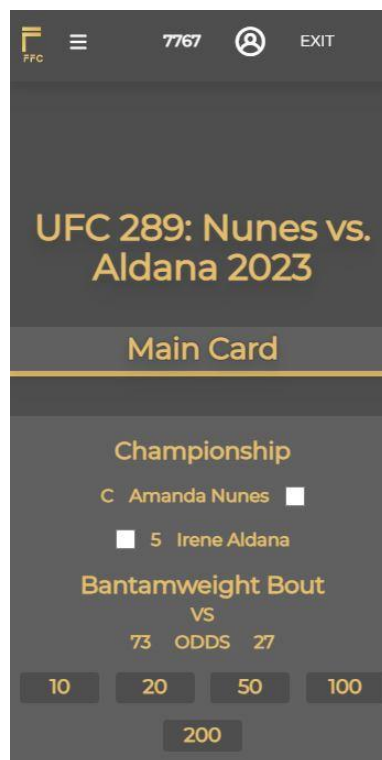 FFC
7767
EXIT
UFC 289: Nunes vs.
Aldana 2023
Main Card
Championship
C Amanda Nunes
5 Irene Aldana
Bantamweight Bout
VS
73 ODDS 27
10 20 50 100
200